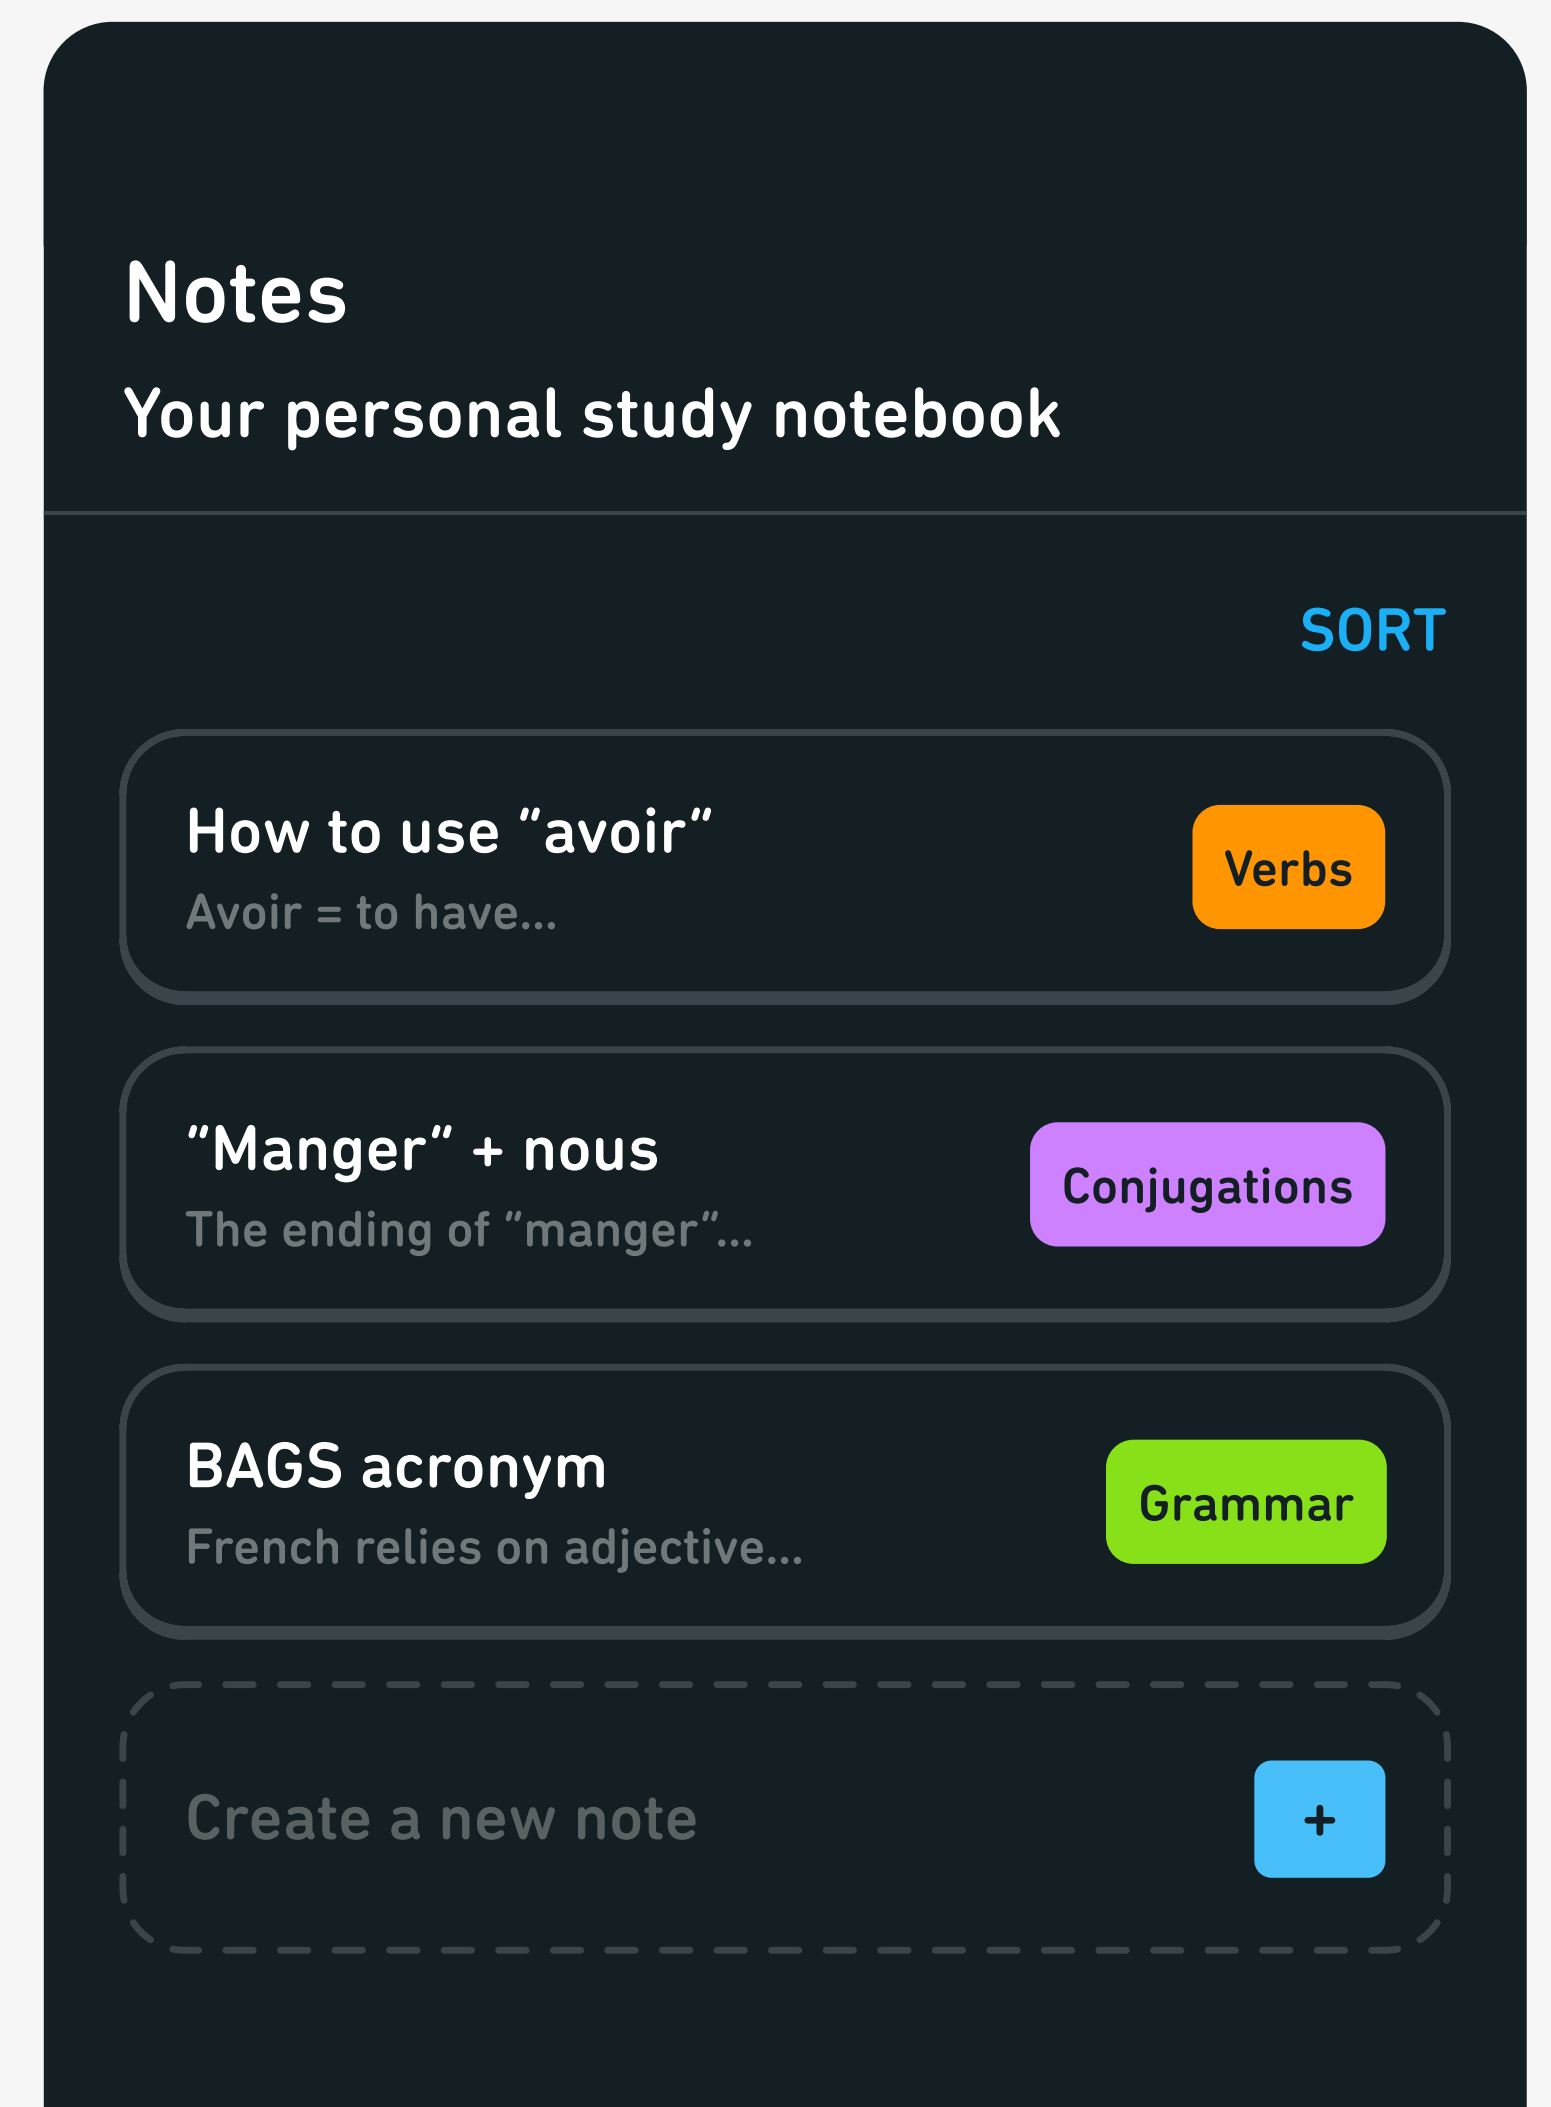 Notes
Your personal study notebook
SORT
How to use "avoir"
Avoir = to have...
Verbs
"Manger" + nous
The ending of "manger"...
Conjugations
BAGS acronym
French relies on adjective...
Grammar
Create a new note
+